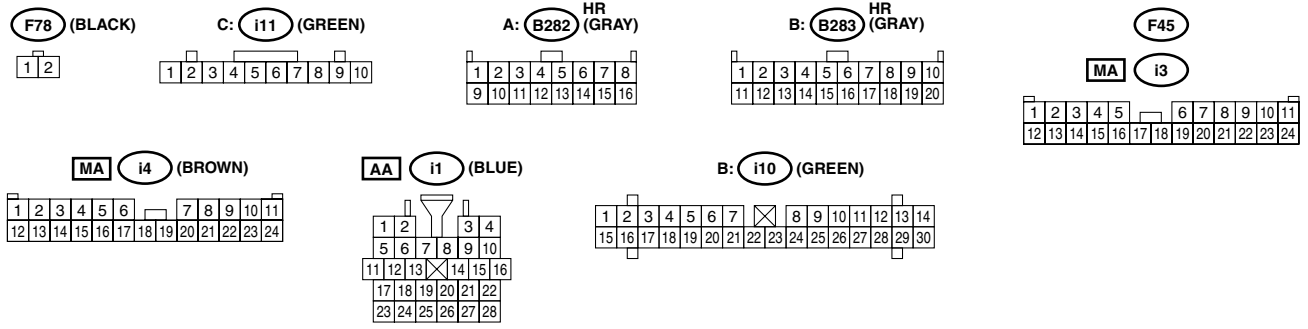 F78 (BLACK)
1 2
C: i11 (GREEN)
1 2 3 4 5 6 7 8 9 10
A: B282 HR (GRAY)
1 2 3 4 5 6 7 8
9 10 11 12 13 14 15 16
B: B283 HR (GRAY)
1 2 3 4 5 6 7 8 9 10
11 12 13 14 15 16 17 18 19 20
F45
MA i3
1 2 3 4 5 6 7 8 9 10 11
12 13 14 15 16 17 18 19 20 21 22 23 24
MA i4 (BROWN)
1 2 3 4 5 6 7 8 9 10 11
12 13 14 15 16 17 18 19 20 21 22 23 24
AA i1 (BLUE)
1 2 3 4
5 6 7 8 9 10
11 12 13 14 15 16
17 18 19 20 21 22
23 24 25 26 27 28
B: i10 (GREEN)
1 2 3 4 5 6 7 8 9 10 11 12 13 14
15 16 17 18 19 20 21 22 23 24 25 26 27 28 29 30